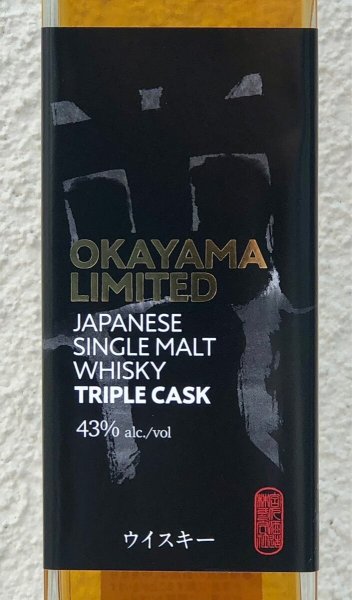 OKAYAMA
LIMITED
JAPANESE
SINGLE MALT
WHISKY
TRIPLE CASK
43% alc./vol
ウイスキー